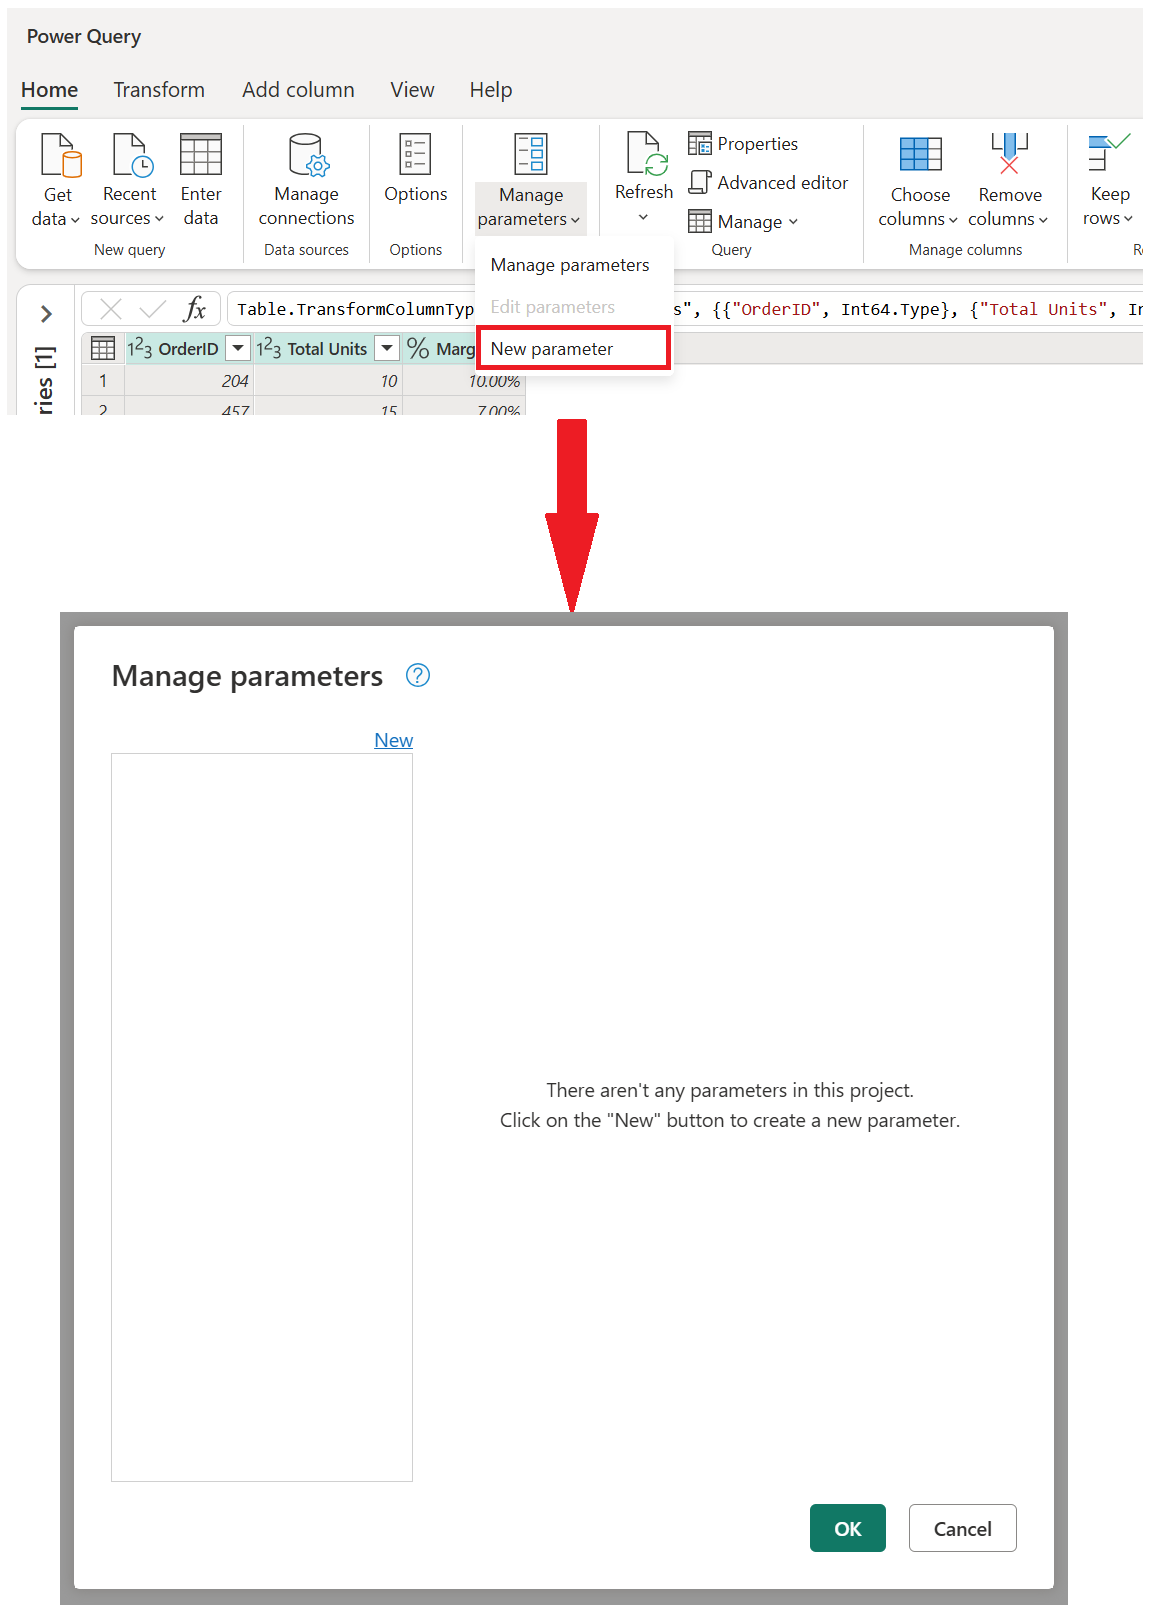 Power Query
Home Transform Add column View Help
Get data
Recent sources
Enter data
New query
Manage connections
Data sources
Options
Options
Manage parameters
Refresh
Properties
Advanced editor
Manage
Query
Choose columns
Remove columns
Manage columns
Keep rows
Manage parameters
Edit parameters
New parameter
fx
Table.TransformColumnTyp s", {{"OrderID", Int64.Type}, {"Total Units", In
ries [1]
123 OrderID 123 Total Units % Marg
1 204 10 10.00%
2 457 15 7.00%
Manage parameters ?
New
There aren't any parameters in this project.
Click on the "New" button to create a new parameter.
OK Cancel